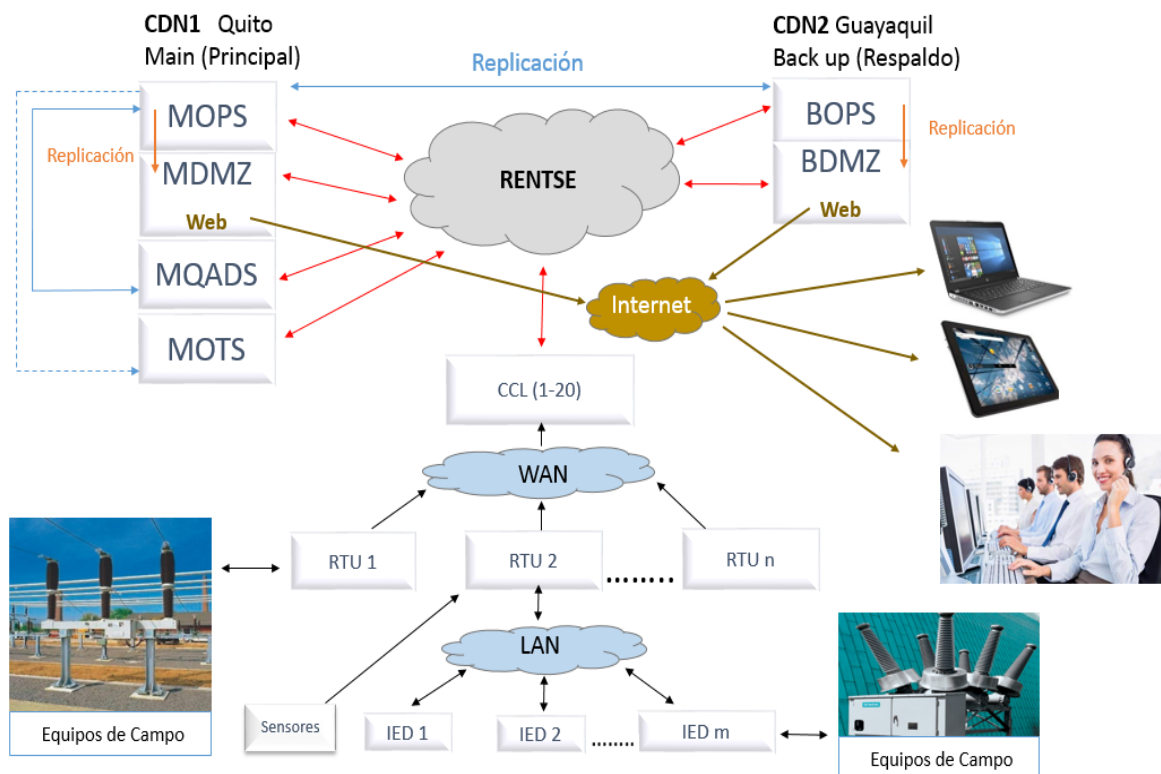 CDN1 Quito
Main (Principal)
CDN2 Guayaquil
Back up (Respaldo)
Replicación
MOPS
Replicación
MDMZ
Web
MQADS
MOTS
RENTSE
BOPS
Replicación
BDMZ
Web
Internet
CCL (1-20)
WAN
RTU 1
RTU 2
.........
RTU n
LAN
Sensores
IED 1
IED 2
........
IED m
Equipos de Campo
SIEMENS
Equipos de Campo